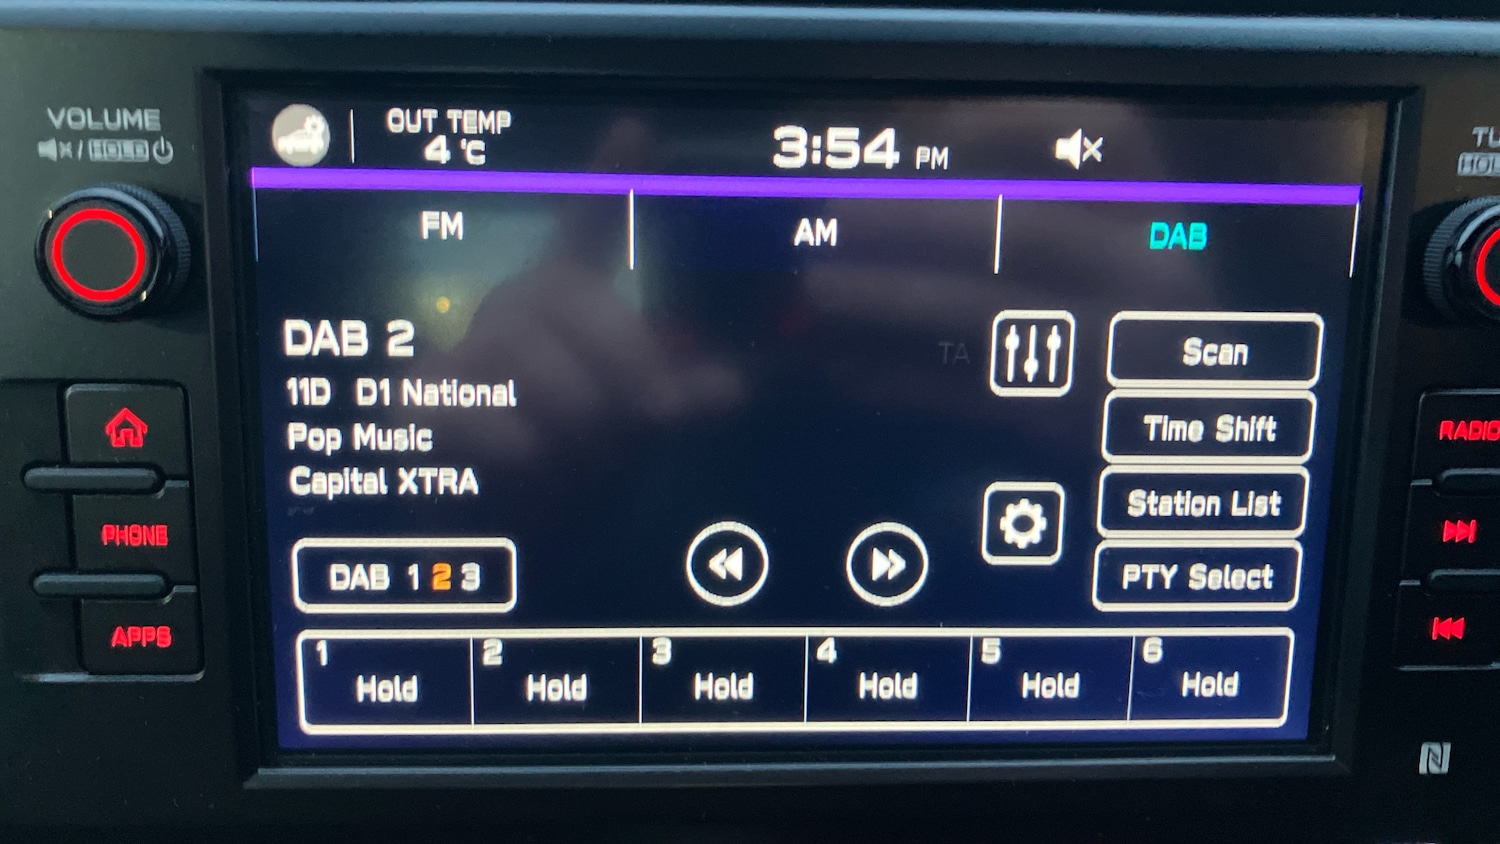 VOLUME
/ HOLD
OUT TEMP
4 °C
3:54 PM
FM
AM
DAB
DAB 2
11D D1 National
Pop Music
Capital XTRA
TA
Scan
Time Shift
Station List
PTY Select
DAB 1 2 3
1 Hold
2 Hold
3 Hold
4 Hold
5 Hold
6 Hold
PHONE
APPS
RADIO